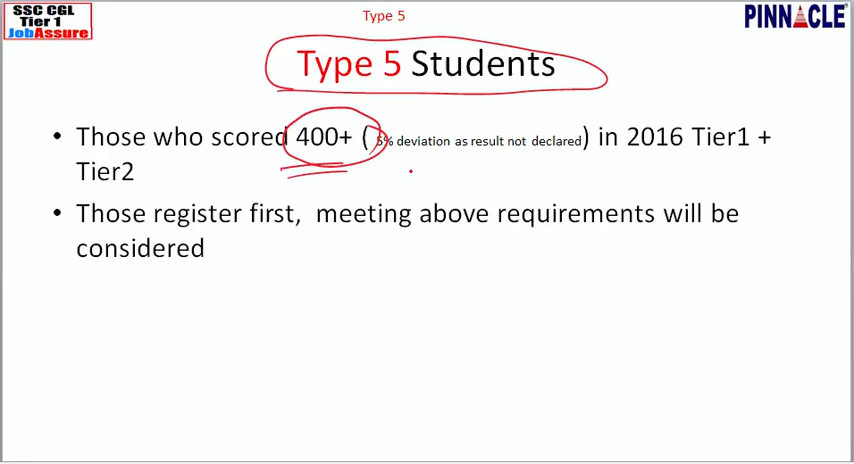 SSC CGL
Tier 1
JobAssure
Type 5
PINNACLE
Type 5 Students
• Those who scored 400+ ( 5% deviation as result not declared) in 2016 Tier1 +
Tier2
• Those register first, meeting above requirements will be
considered